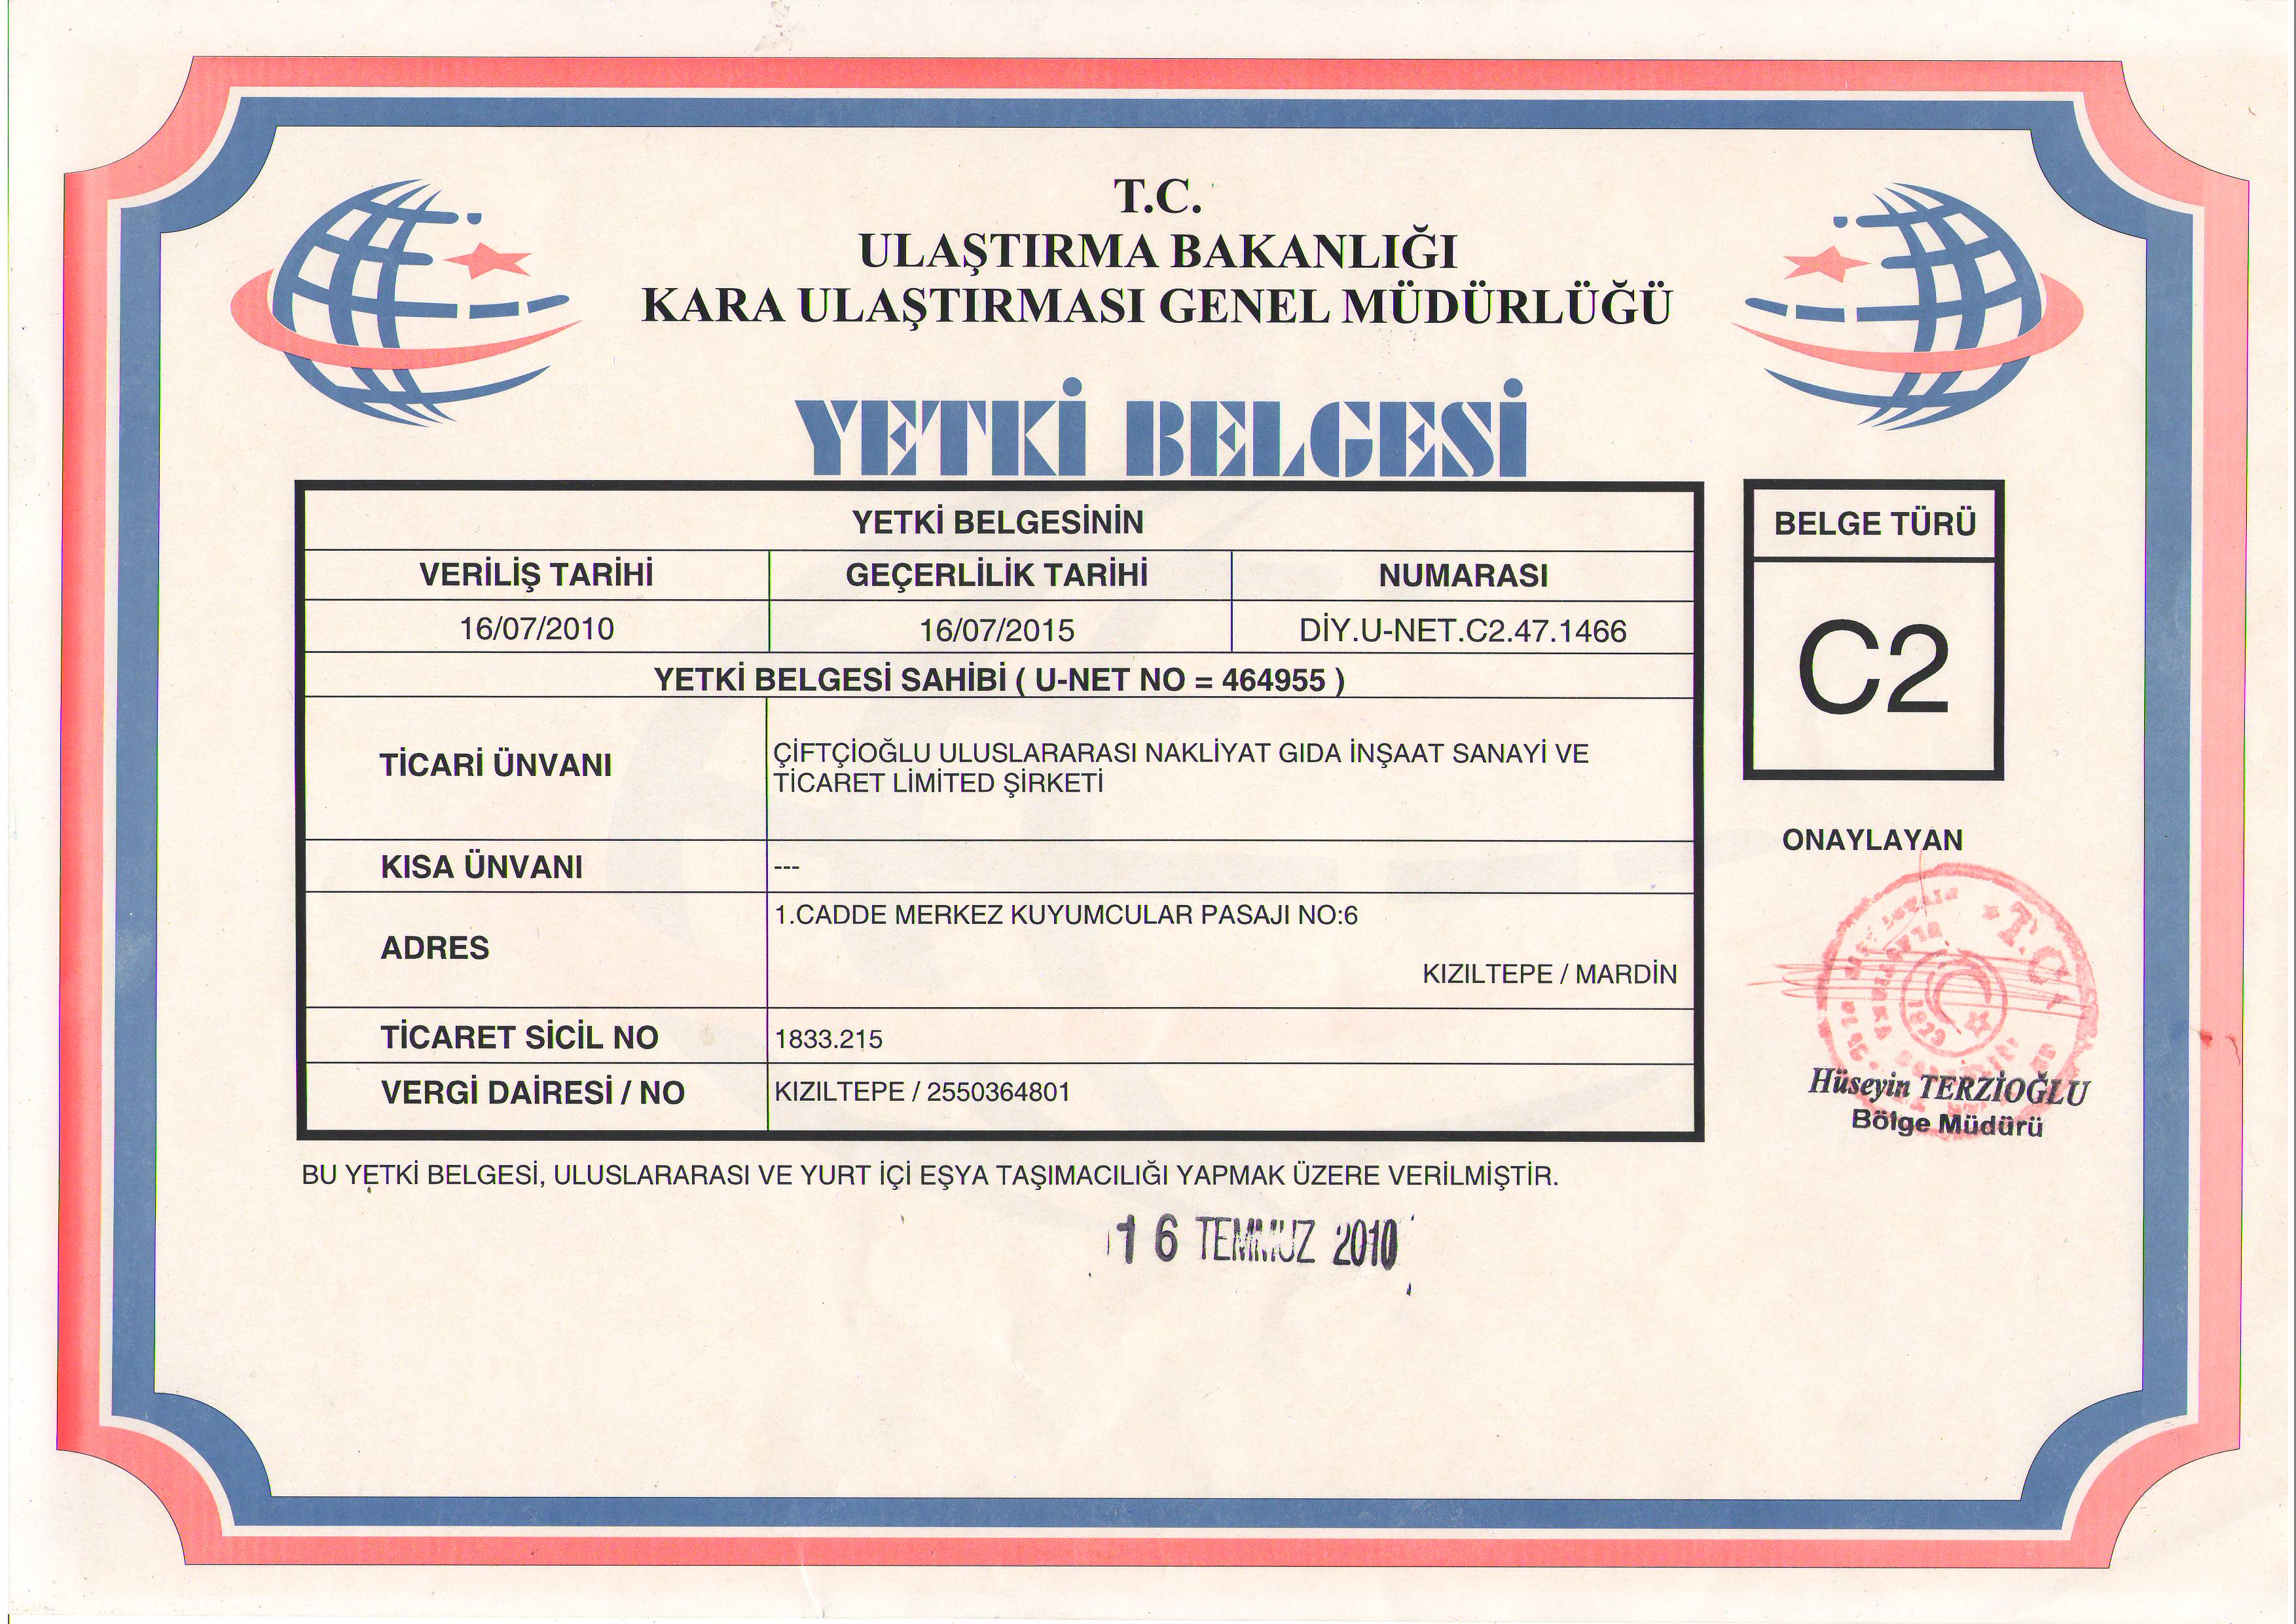 T.C.
ULAŞTIRMA BAKANLIĞI
KARA ULAŞTIRMASI GENEL MÜDÜRLÜĞÜ
YETKİ BELGESİ
YETKİ BELGESİNİN
VERİLİŞ TARİHİ GEÇERLİLİK TARİHİ NUMARASI
16/07/2010 16/07/2015 DİY.U-NET.C2.47.1466
YETKİ BELGESİ SAHİBİ ( U-NET NO = 464955 )
TİCARİ ÜNVANI
ÇİFTÇİOĞLU ULUSLARARASI NAKLİYAT GIDA İNŞAAT SANAYİ VE
TİCARET LİMİTED ŞİRKETİ
KISA ÜNVANI ---
ADRES
1.CADDE MERKEZ KUYUMCULAR PASAJI NO:6
KIZILTEPE / MARDİN
TİCARET SİCİL NO 1833.215
VERGİ DAİRESİ / NO KIZILTEPE / 2550364801
BELGE TÜRÜ
C2
ONAYLAYAN
T.C.
1823
Hüseyin TERZİOĞLU
Bölge Müdürü
BU YETKİ BELGESİ, ULUSLARARASI VE YURT İÇİ EŞYA TAŞIMACILIĞI YAPMAK ÜZERE VERİLMİŞTİR.
16 TEMMUZ 2010